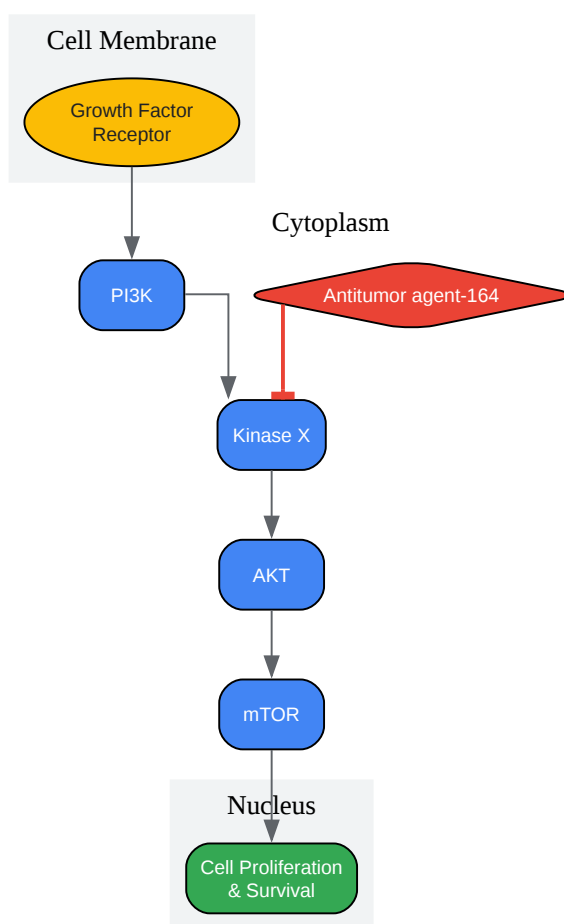 Cell Membrane
Growth Factor
Receptor
Cytoplasm
PI3K
Antitumor agent-164
Kinase X
AKT
mTOR
Nucleus
Cell Proliferation
& Survival